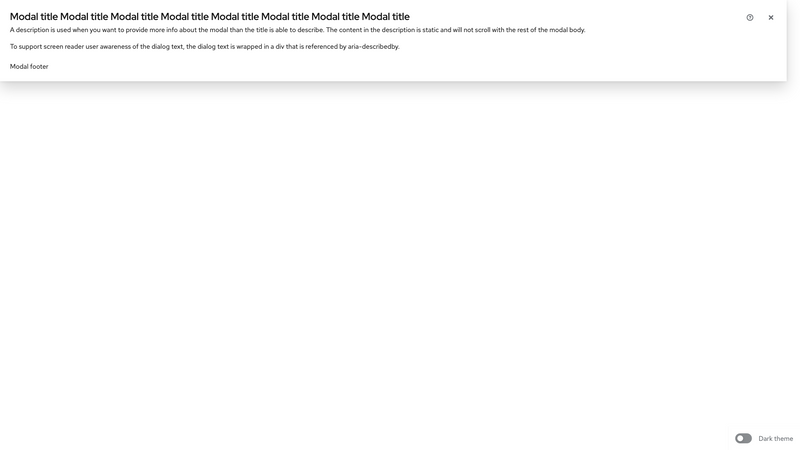 Modal title Modal title Modal title Modal title Modal title Modal title Modal title Modal title
A description is used when you want to provide more info about the modal than the title is able to describe. The content in the description is static and will not scroll with the rest of the modal body.
To support screen reader user awareness of the dialog text, the dialog text is wrapped in a div that is referenced by aria-describedby.
Modal footer
Dark theme